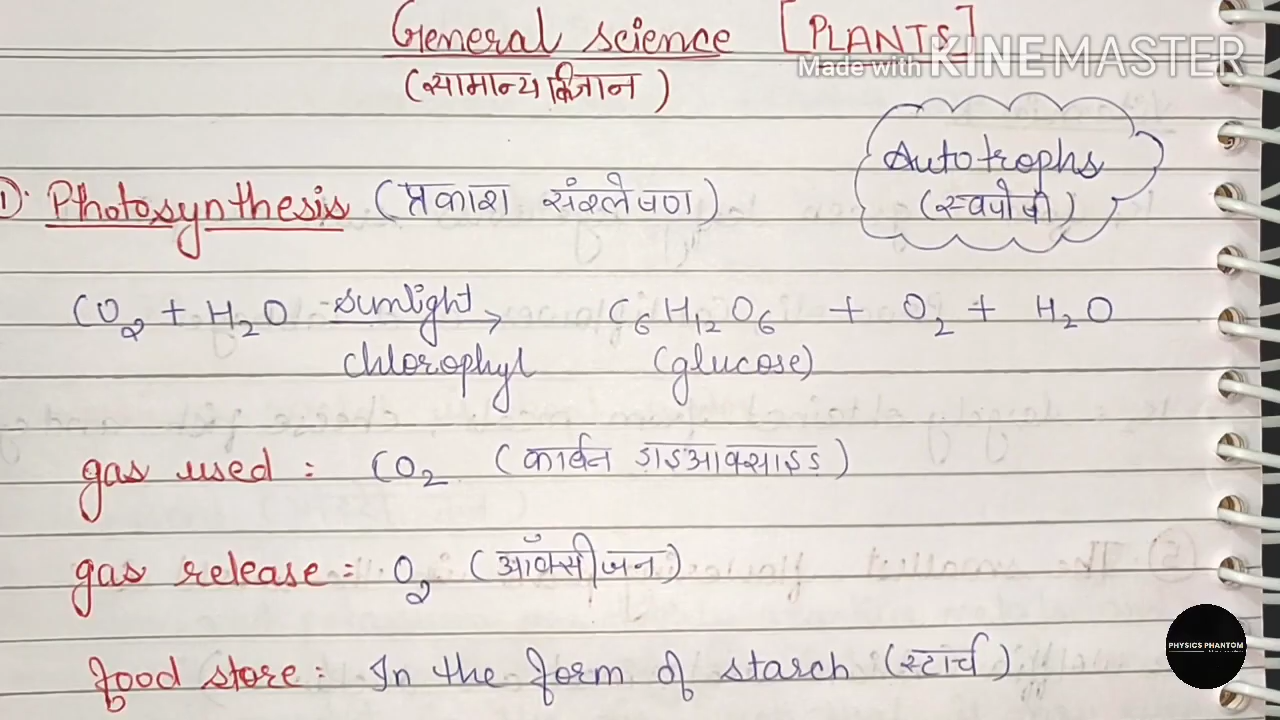 General science [PLANTS]
Made with KINEMASTER
(सामान्य विज्ञान)
Autotrophs
(स्वपोषी)
①. Photosynthesis (प्रकाश संश्लेषण)
CO₂ + H₂O sunlight → C₆H₁₂O₆ + O₂ + H₂O
chlorophyl (glucose)
gas used : CO₂ (कार्बन डाइआक्साइड)
gas release : O₂ (ऑक्सीजन)
food store : In the form of starch (स्टार्च)
PHYSICS PHANTOM